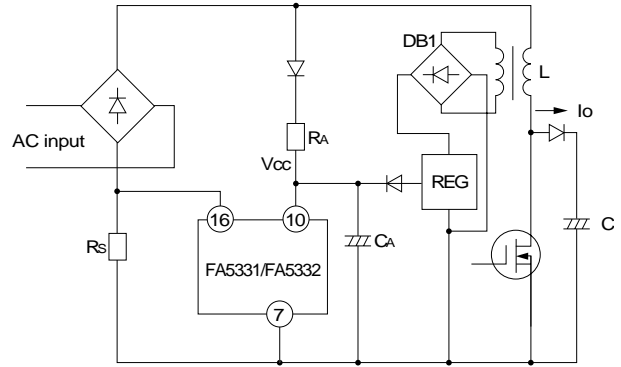 DB1
L
Io
AC input
RA
Vcc
REG
16
10
C
RS
CA
FA5331/FA5332
7